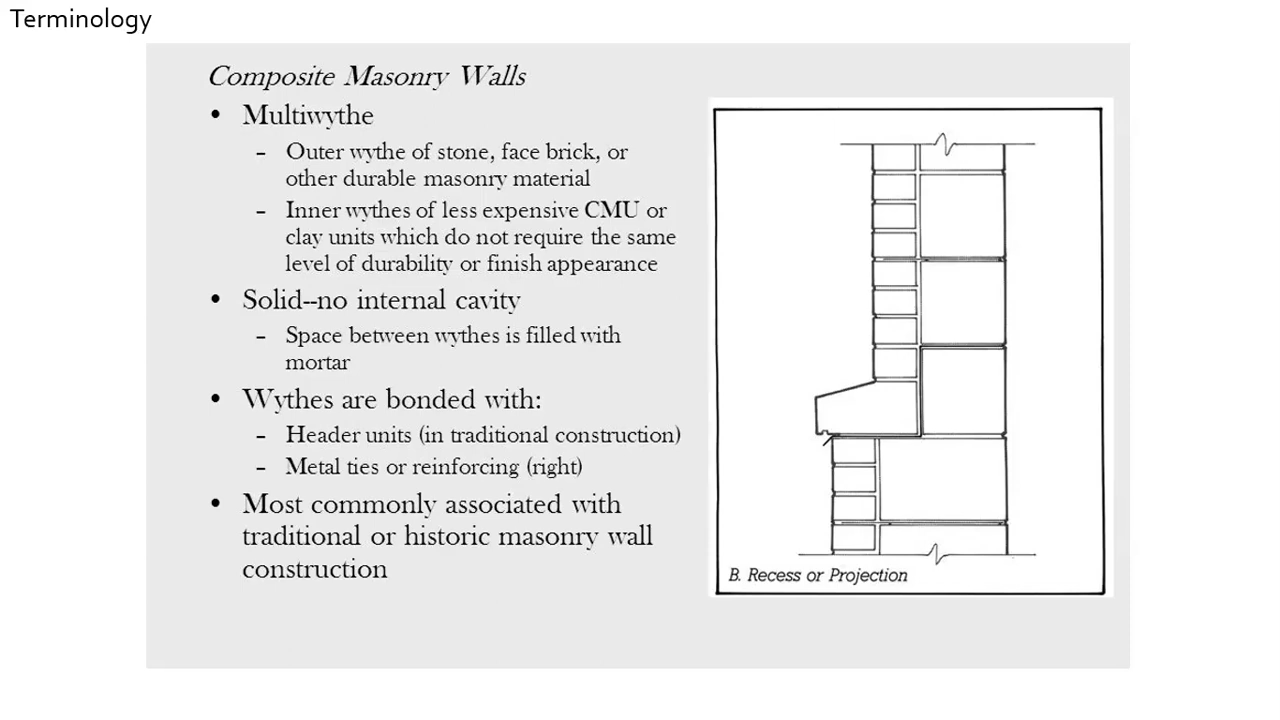 Terminology
Composite Masonry Walls
• Multiwythe
– Outer wythe of stone, face brick, or
other durable masonry material
– Inner wythes of less expensive CMU or
clay units which do not require the same
level of durability or finish appearance
• Solid--no internal cavity
– Space between wythes is filled with
mortar
• Wythes are bonded with:
– Header units (in traditional construction)
– Metal ties or reinforcing (right)
• Most commonly associated with
traditional or historic masonry wall
construction
B. Recess or Projection